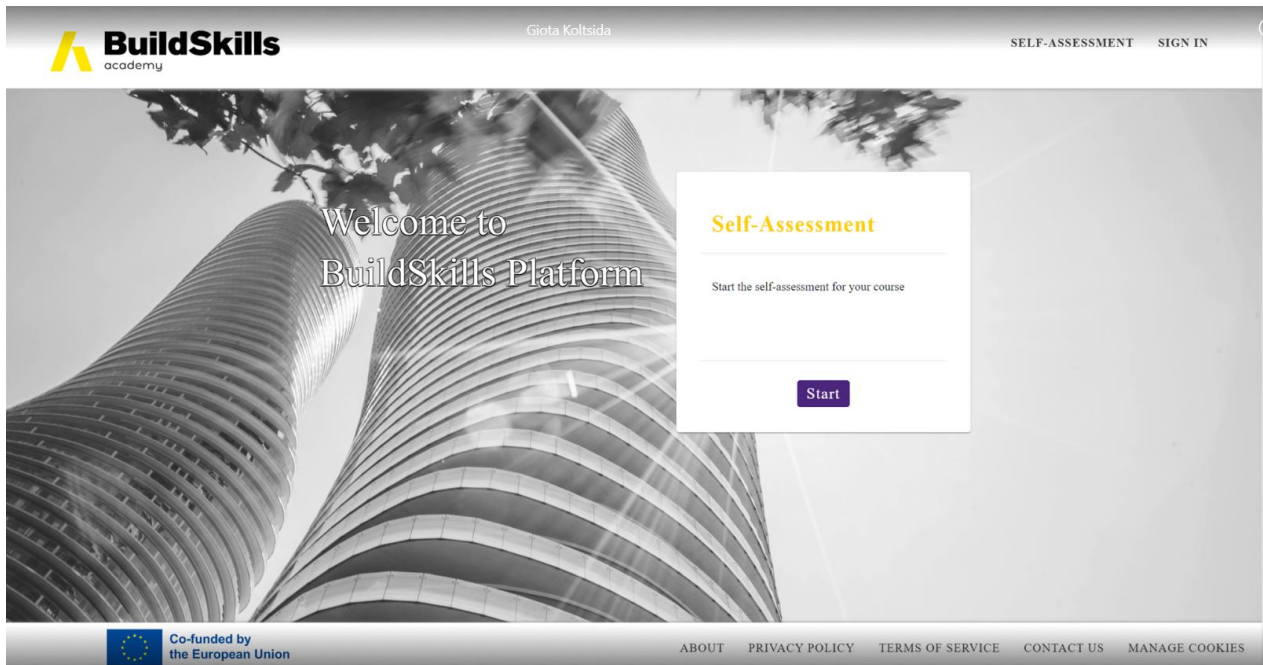 BuildSkills
academy
Giota Koltsida
SELF-ASSESSMENT SIGN IN
Welcome to
BuildSkills Platform
Self-Assessment
Start the self-assessment for your course
Start
Co-funded by
the European Union
ABOUT PRIVACY POLICY TERMS OF SERVICE CONTACT US MANAGE COOKIES